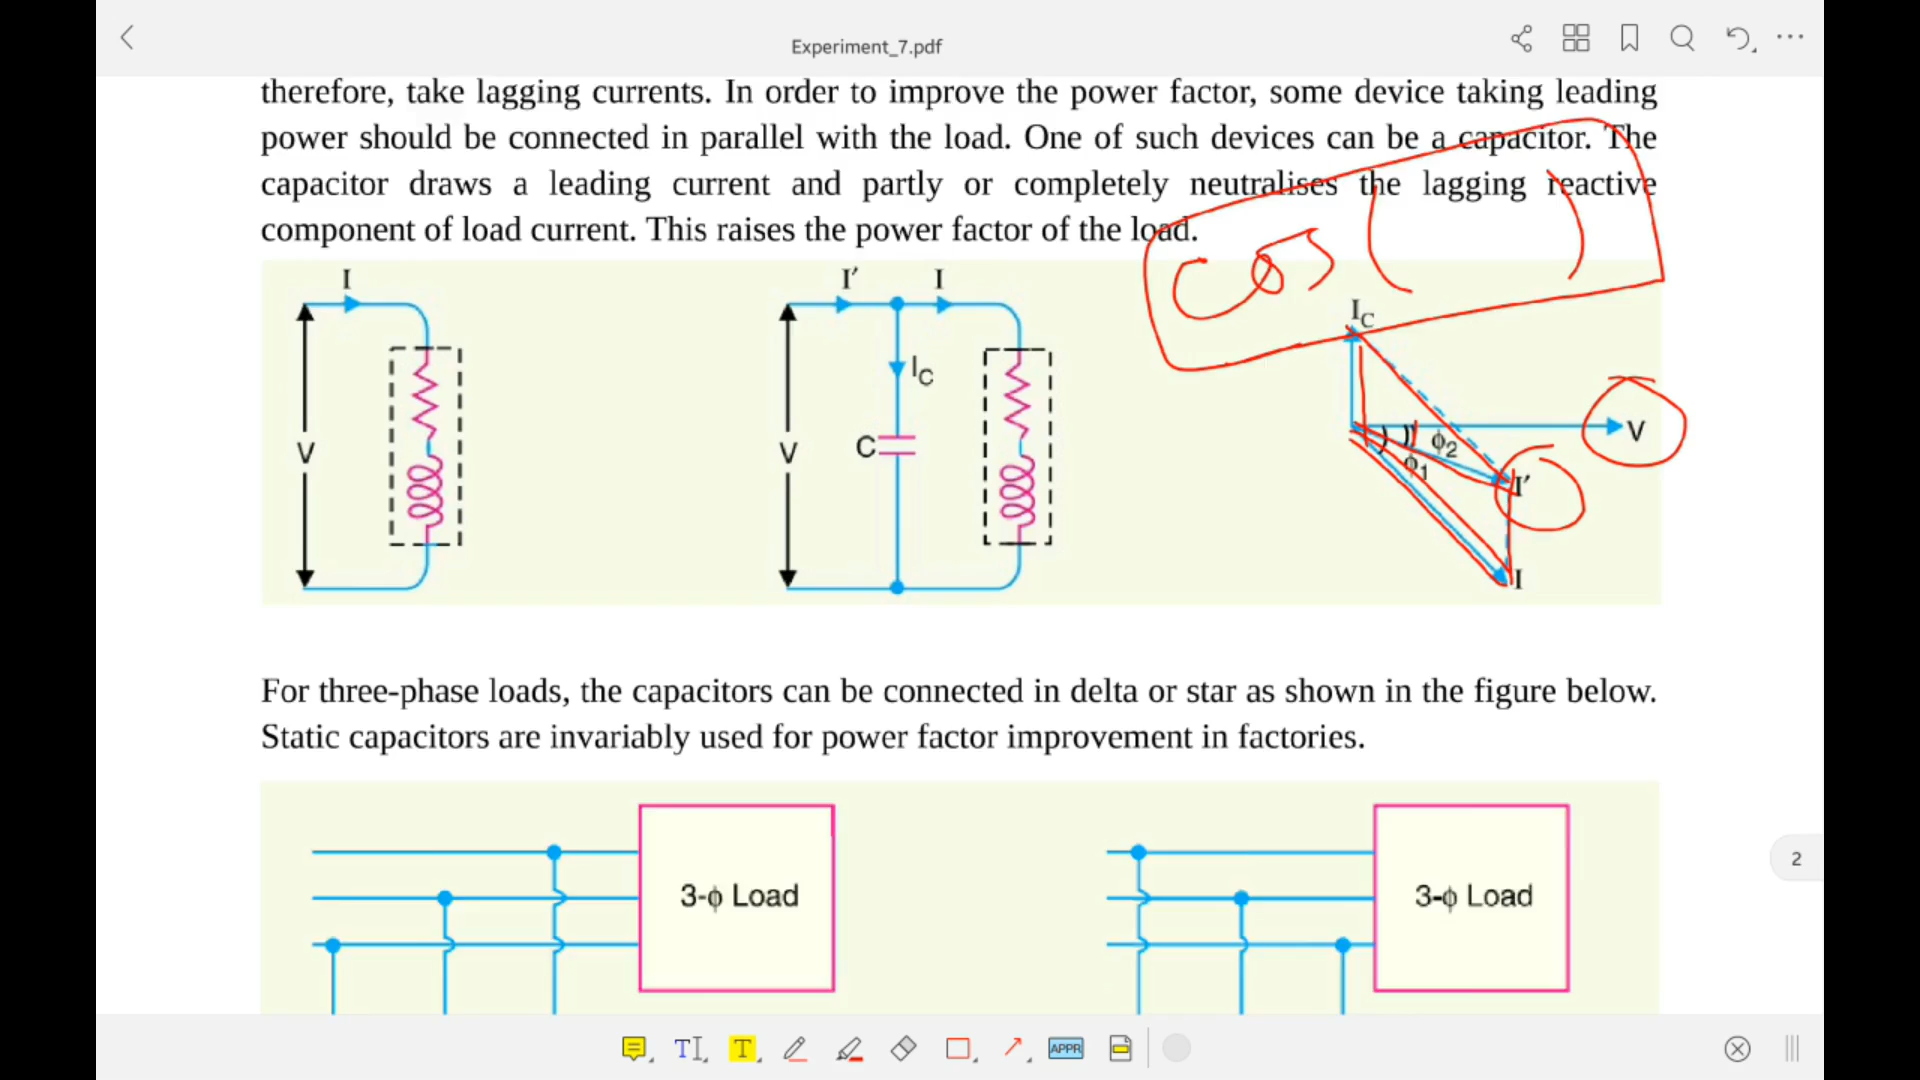 Experiment_7.pdf
therefore, take lagging currents. In order to improve the power factor, some device taking leading
power should be connected in parallel with the load. One of such devices can be a capacitor. The
capacitor draws a leading current and partly or completely neutralises the lagging reactive
component of load current. This raises the power factor of the load.
cos ( )
I
I′ I
I_C
V
V
C
I_C
V
ϕ2
ϕ1
I′
I
For three-phase loads, the capacitors can be connected in delta or star as shown in the figure below.
Static capacitors are invariably used for power factor improvement in factories.
3-ϕ Load
3-ϕ Load
2
T
T
APPR